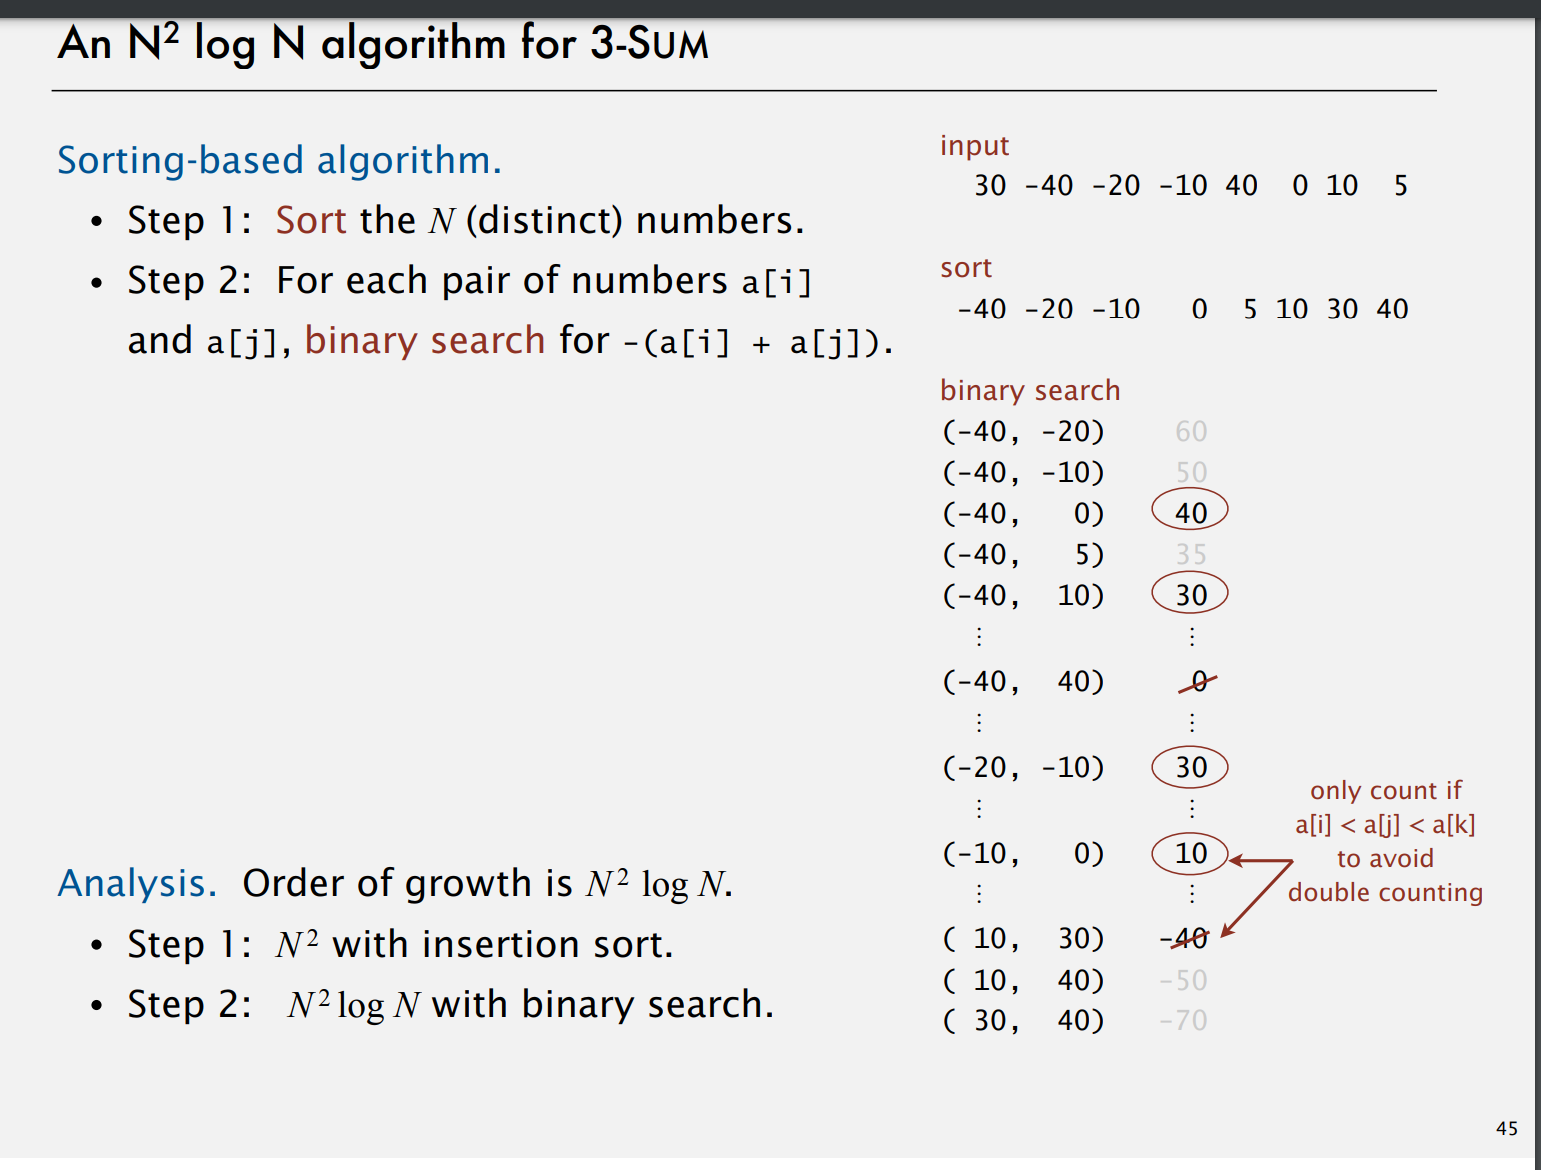 An N² log N algorithm for 3-SUM
Sorting-based algorithm.
• Step 1: Sort the N (distinct) numbers.
• Step 2: For each pair of numbers a[i]
and a[j], binary search for -(a[i] + a[j]).
Analysis. Order of growth is N² log N.
• Step 1: N² with insertion sort.
• Step 2: N² log N with binary search.
input
30 -40 -20 -10 40 0 10 5
sort
-40 -20 -10 0 5 10 30 40
binary search
(-40, -20) 60
(-40, -10) 50
(-40, 0) 40
(-40, 5) 35
(-40, 10) 30
⋮ ⋮
(-40, 40) 0
⋮ ⋮
(-20, -10) 30
⋮ ⋮
(-10, 0) 10
⋮ ⋮
( 10, 30) -40
( 10, 40) -50
( 30, 40) -70
only count if
a[i] < a[j] < a[k]
to avoid
double counting
45